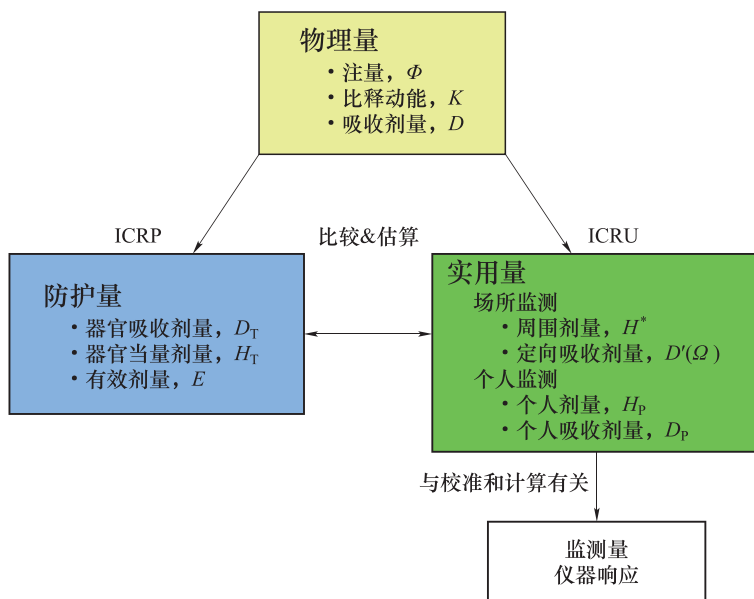 物理量
・注量，Φ
・比释动能，K
・吸收剂量，D
ICRP
比较&估算
ICRU
防护量
・器官吸收剂量，D_T
・器官当量剂量，H_T
・有效剂量，E
实用量
场所监测
・周围剂量，H*
・定向吸收剂量，D′(Ω)
个人监测
・个人剂量，H_P
・个人吸收剂量，D_P
与校准和计算有关
监测量
仪器响应